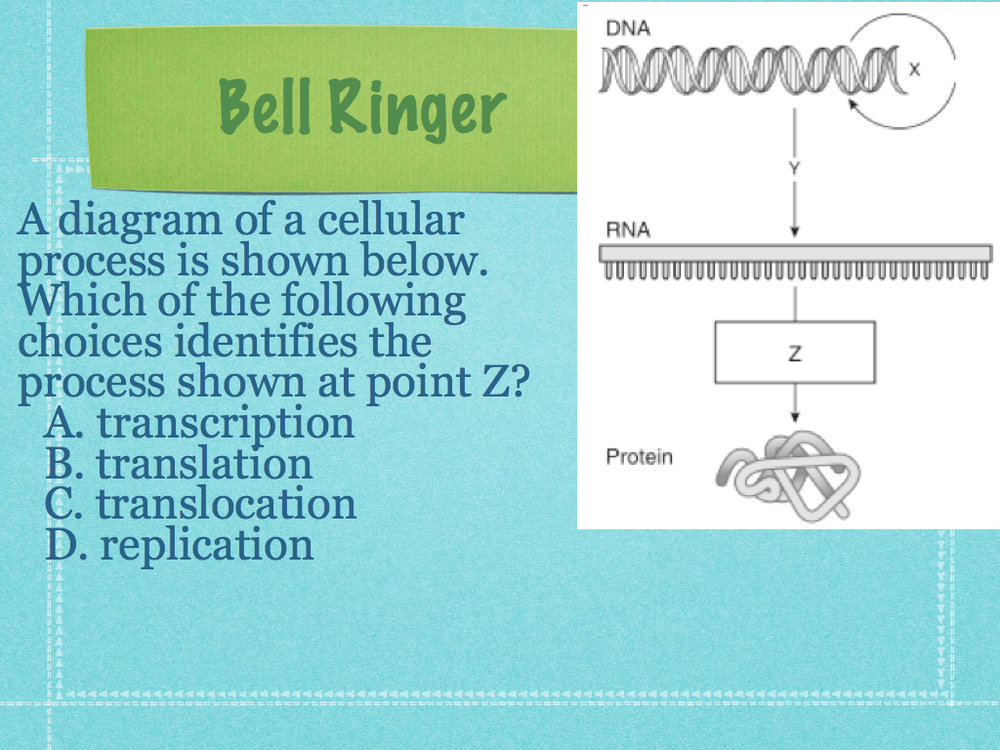 Bell Ringer
A diagram of a cellular
process is shown below.
Which of the following
choices identifies the
process shown at point Z?
A. transcription
B. translation
C. translocation
D. replication
DNA
X
Y
RNA
Z
Protein